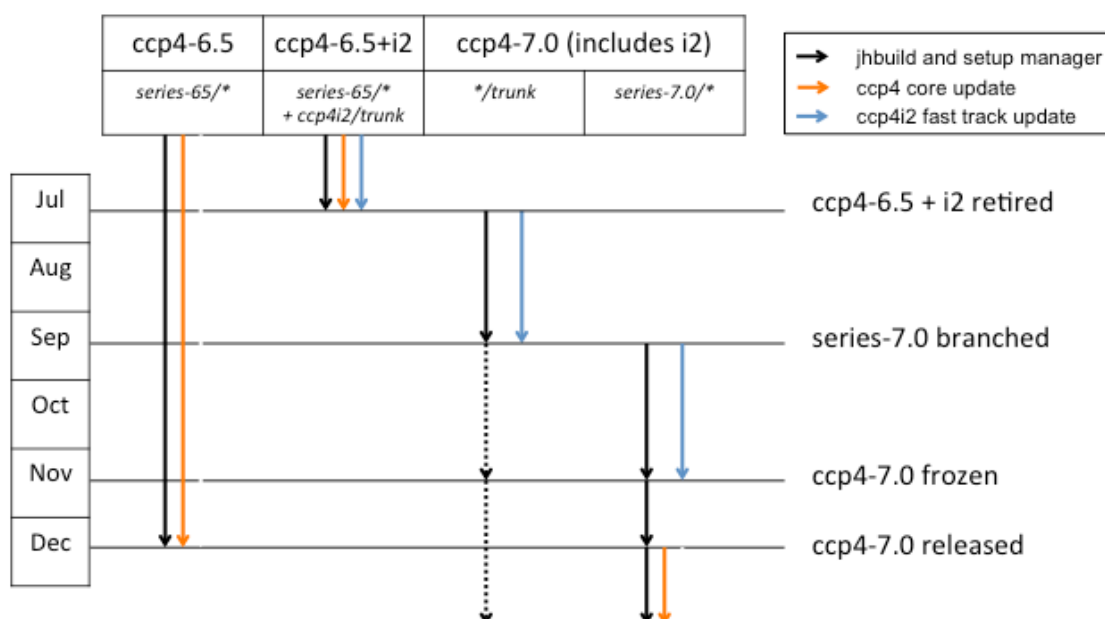 ccp4-6.5
ccp4-6.5+i2
ccp4-7.0 (includes i2)
series-65/*
series-65/*
+ ccp4i2/trunk
*/trunk
series-7.0/*
jhbuild and setup manager
ccp4 core update
ccp4i2 fast track update
Jul
ccp4-6.5 + i2 retired
Aug
Sep
series-7.0 branched
Oct
Nov
ccp4-7.0 frozen
Dec
ccp4-7.0 released